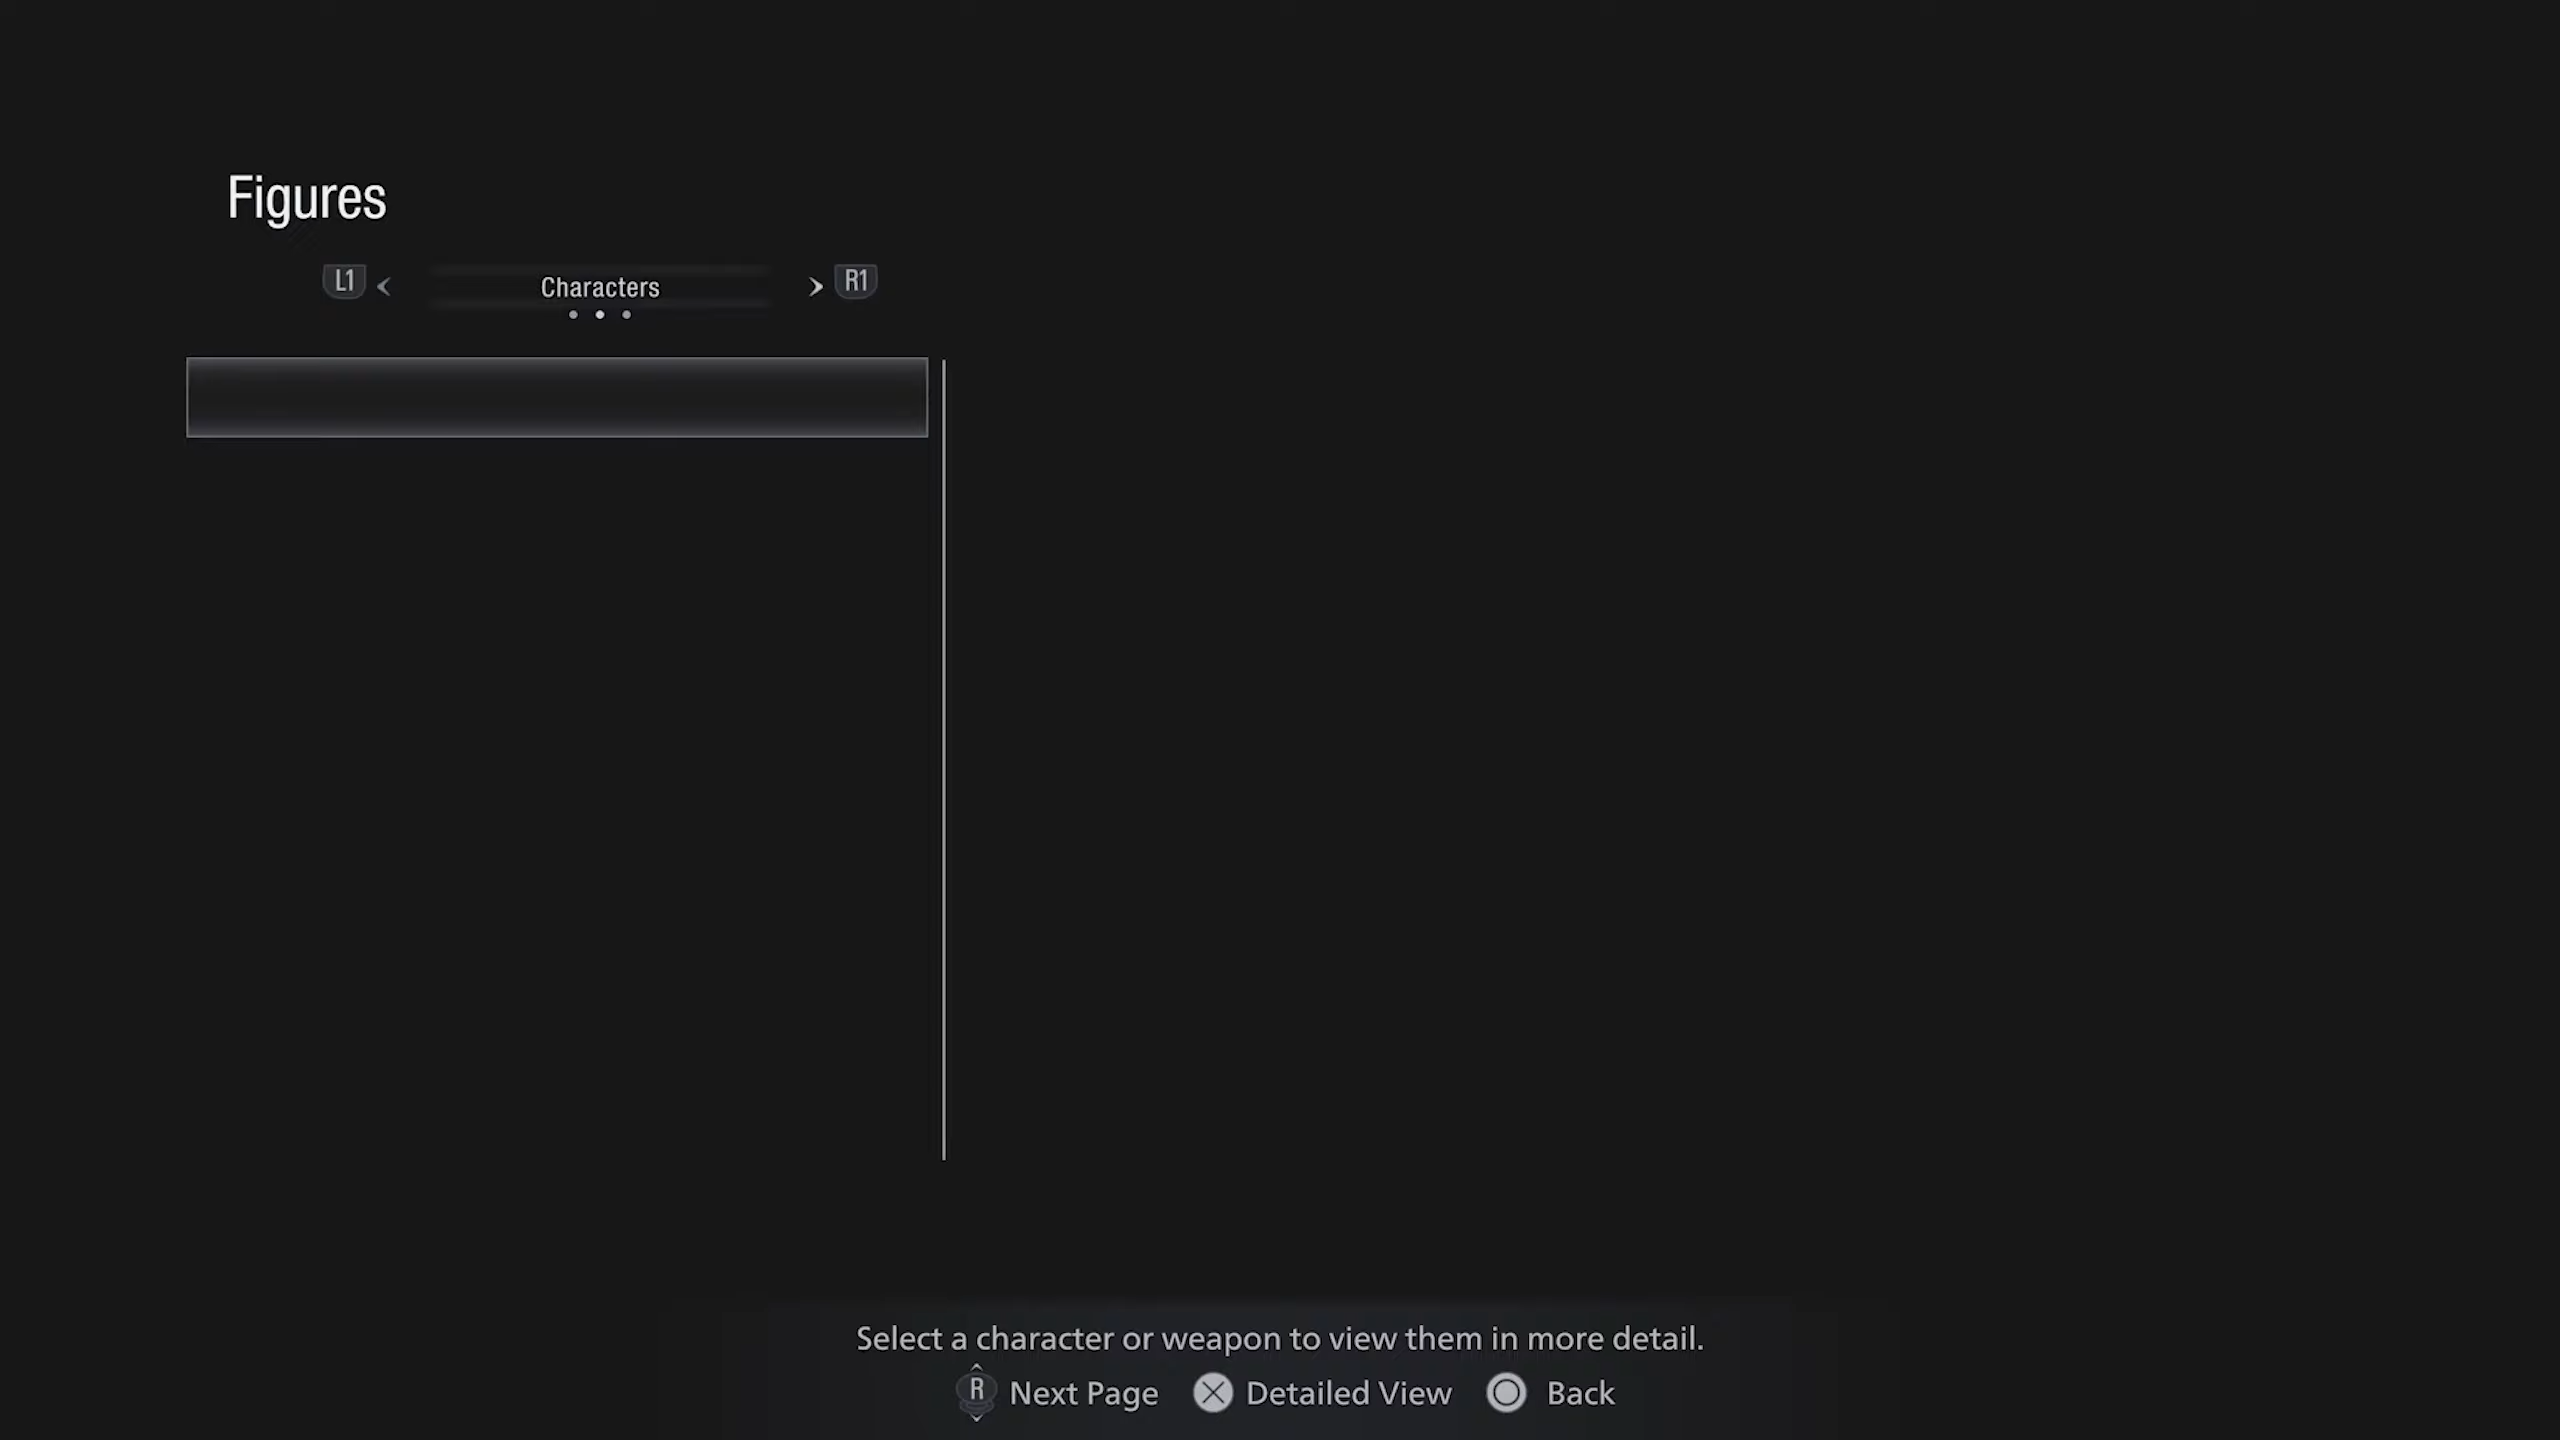 Figures
L1 < Characters > R1
Select a character or weapon to view them in more detail.
R Next Page Detailed View Back